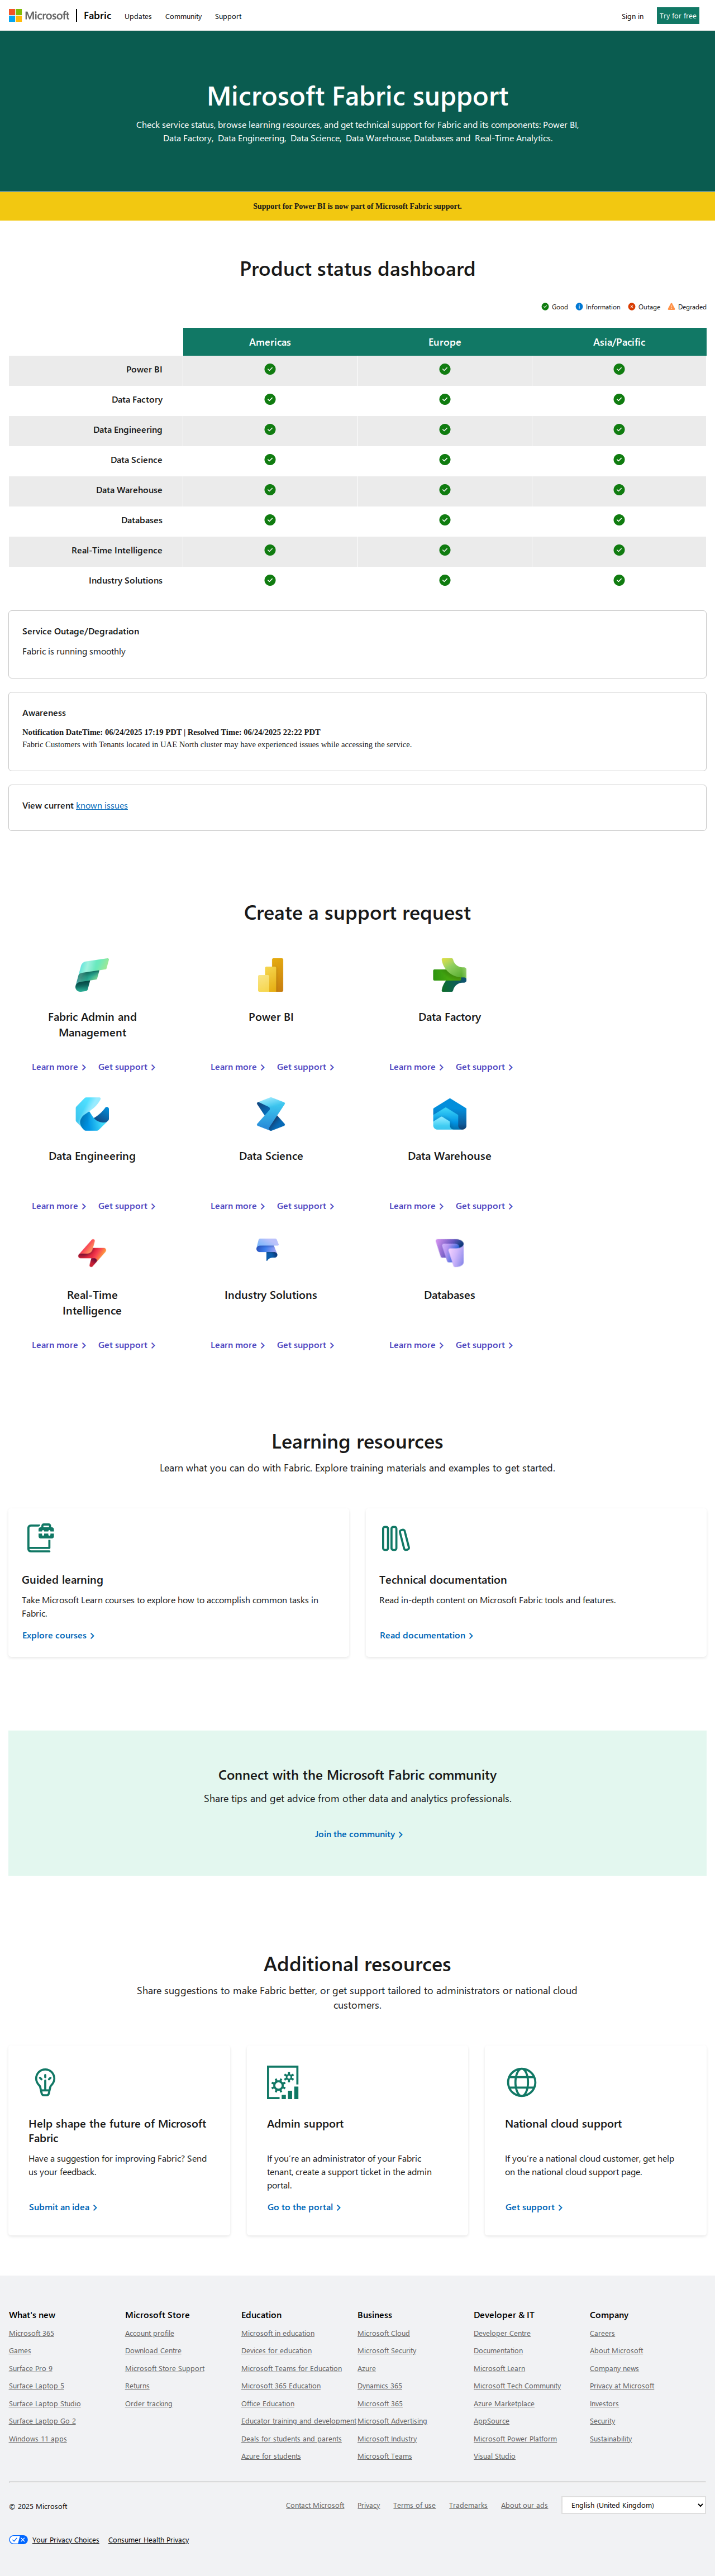 Microsoft | Fabric Updates Community Support Sign in Try for free
Microsoft Fabric support
Check service status, browse learning resources, and get technical support for Fabric and its components: Power BI,
Data Factory, Data Engineering, Data Science, Data Warehouse, Databases and Real-Time Analytics.
Support for Power BI is now part of Microsoft Fabric support.
Product status dashboard
Good Information Outage Degraded
Americas Europe Asia/Pacific
Power BI
Data Factory
Data Engineering
Data Science
Data Warehouse
Databases
Real-Time Intelligence
Industry Solutions
Service Outage/Degradation
Fabric is running smoothly
Awareness
Notification DateTime: 06/24/2025 17:19 PDT | Resolved Time: 06/24/2025 22:22 PDT
Fabric Customers with Tenants located in UAE North cluster may have experienced issues while accessing the service.
View current known issues
Create a support request
Fabric Admin and
Management
Power BI
Data Factory
Learn more Get support Learn more Get support Learn more Get support
Data Engineering Data Science Data Warehouse
Learn more Get support Learn more Get support Learn more Get support
Real-Time
Intelligence
Industry Solutions
Databases
Learn more Get support Learn more Get support Learn more Get support
Learning resources
Learn what you can do with Fabric. Explore training materials and examples to get started.
Guided learning
Take Microsoft Learn courses to explore how to accomplish common tasks in
Fabric.
Explore courses
Technical documentation
Read in-depth content on Microsoft Fabric tools and features.
Read documentation
Connect with the Microsoft Fabric community
Share tips and get advice from other data and analytics professionals.
Join the community
Additional resources
Share suggestions to make Fabric better, or get support tailored to administrators or national cloud
customers.
Help shape the future of Microsoft
Fabric
Have a suggestion for improving Fabric? Send
us your feedback.
Submit an idea
Admin support
If you're an administrator of your Fabric
tenant, create a support ticket in the admin
portal.
Go to the portal
National cloud support
If you're a national cloud customer, get help
on the national cloud support page.
Get support
What's new
Microsoft 365
Games
Surface Pro 9
Surface Laptop 5
Surface Laptop Studio
Surface Laptop Go 2
Windows 11 apps
Microsoft Store
Account profile
Download Centre
Microsoft Store Support
Returns
Order tracking
Education
Microsoft in education
Devices for education
Microsoft Teams for Education
Microsoft 365 Education
Office Education
Educator training and development
Deals for students and parents
Azure for students
Business
Microsoft Cloud
Microsoft Security
Azure
Dynamics 365
Microsoft 365
Microsoft Advertising
Microsoft Industry
Microsoft Teams
Developer & IT
Developer Centre
Documentation
Microsoft Learn
Microsoft Tech Community
Azure Marketplace
AppSource
Microsoft Power Platform
Visual Studio
Company
Careers
About Microsoft
Company news
Privacy at Microsoft
Investors
Security
Sustainability
© 2025 Microsoft Contact Microsoft Privacy Terms of use Trademarks About our ads English (United Kingdom)
Your Privacy Choices Consumer Health Privacy